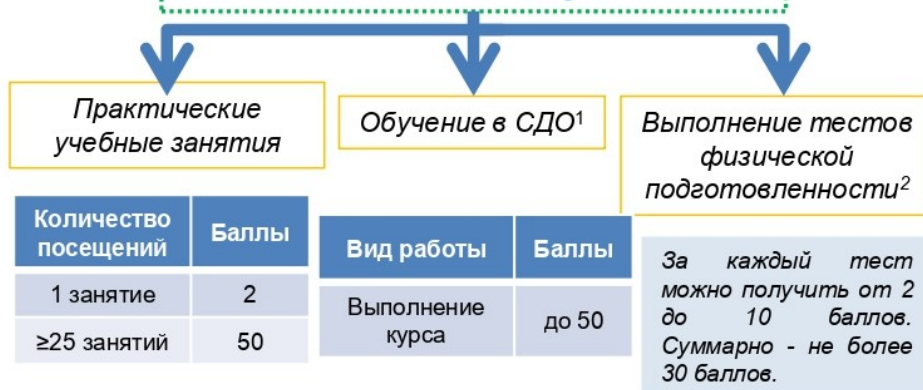 Практические
учебные занятия
Обучение в СДО¹
Выполнение тестов
физической
подготовленности²
Количество
посещений
Баллы
1 занятие
2
≥25 занятий
50
Вид работы
Баллы
Выполнение
курса
до 50
За каждый тест
можно получить от 2
до 10 баллов.
Суммарно - не более
30 баллов.